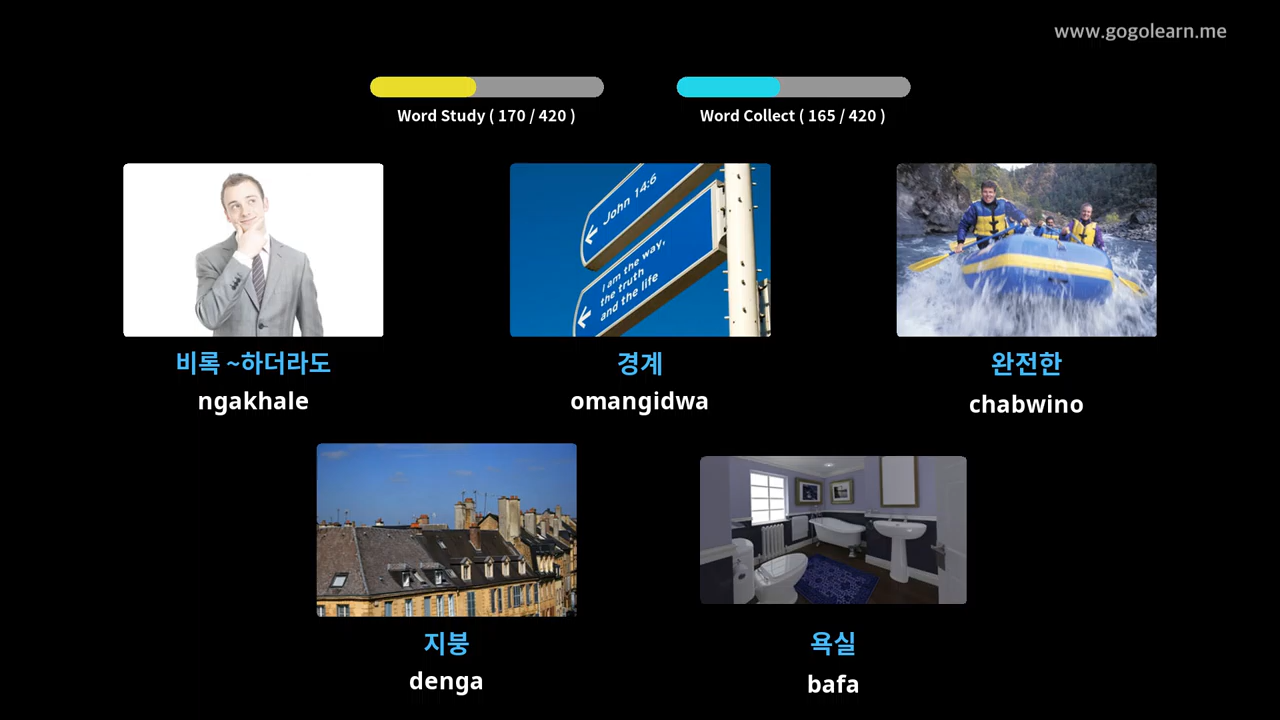 www.gogolearn.me
Word Study ( 170 / 420 )
Word Collect ( 165 / 420 )
John 14:6
I am the way,
the truth
and the life
비록 ~하더라도
ngakhale
경계
omangidwa
완전한
chabwino
지붕
denga
욕실
bafa